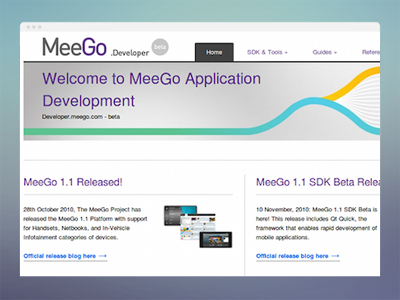 MeeGo .Developer beta
Home SDK & Tools Guides Refere
Welcome to MeeGo Application
Development
Developer.meego.com - beta
MeeGo 1.1 Released!
28th October 2010, The MeeGo Project has
released the MeeGo 1.1 Platform with support
for Handsets, Netbooks, and In-Vehicle
Infotainment categories of devices.
Official release blog here →
MeeGo 1.1 SDK Beta Relea
10 November, 2010: MeeGo 1.1 SDK Beta is
here! This release includes Qt Quick, the
framework that enables rapid development of
mobile applications.
Official release blog here →